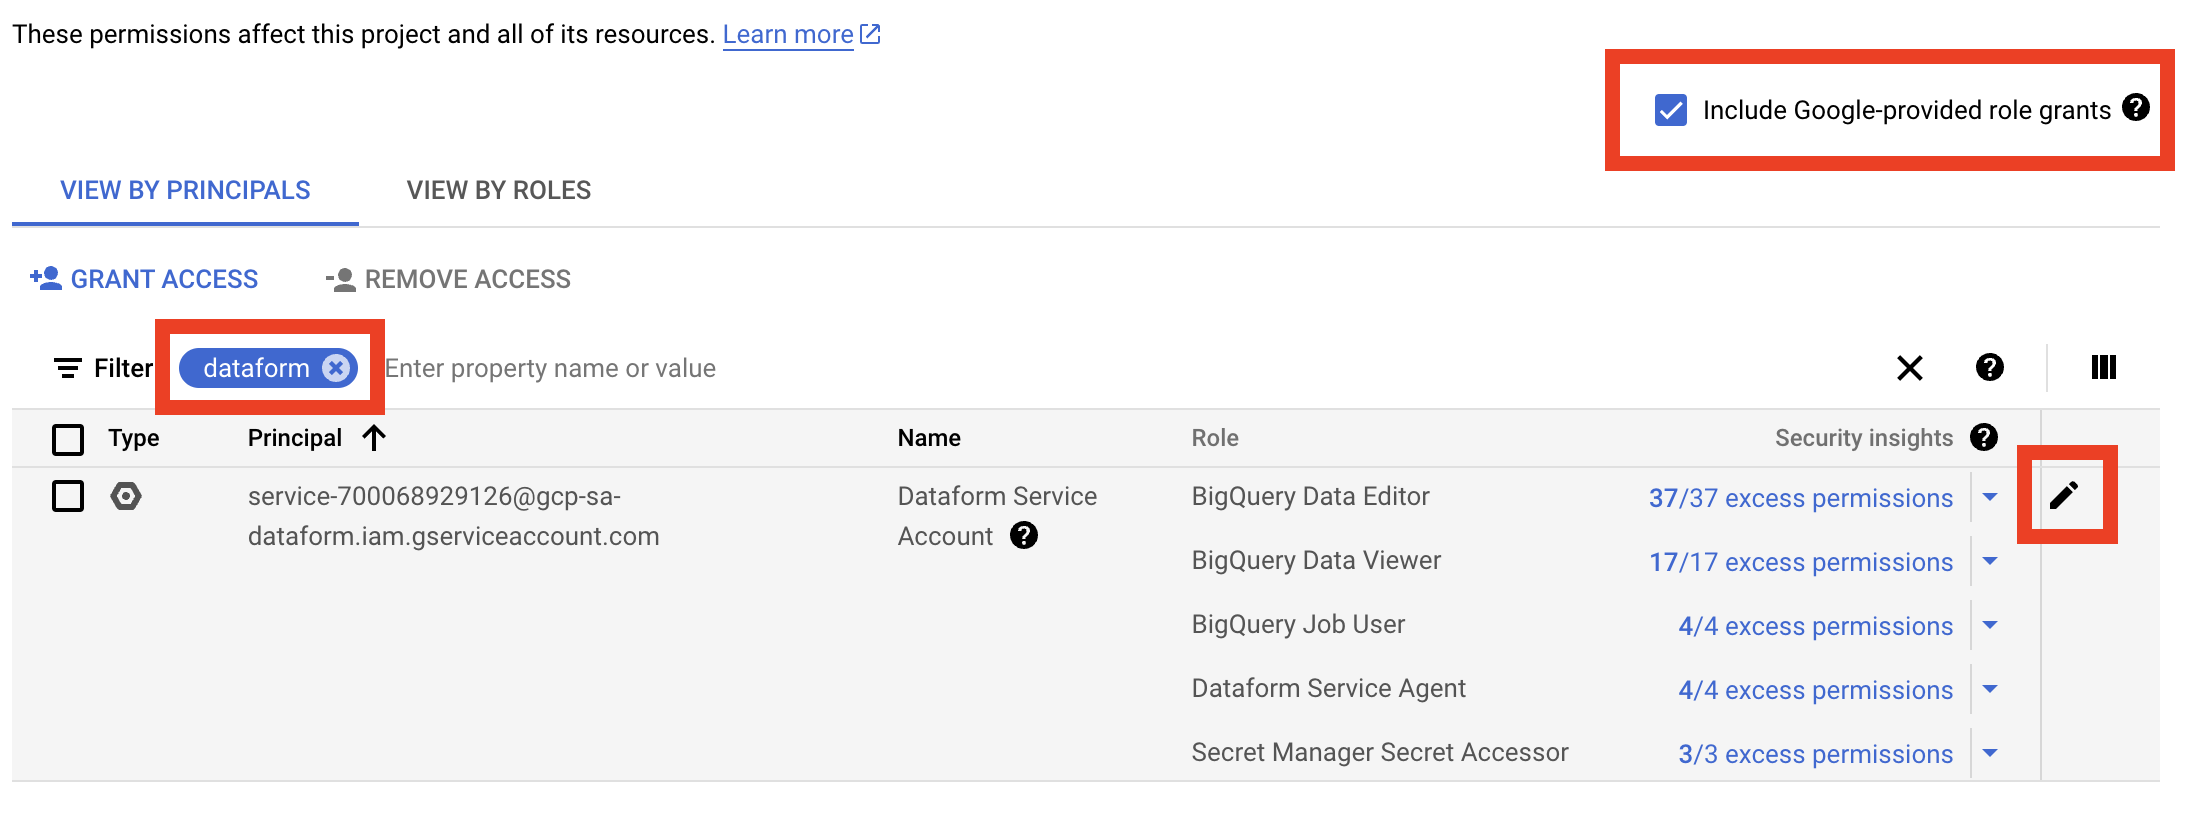 These permissions affect this project and all of its resources. Learn more
Include Google-provided role grants
VIEW BY PRINCIPALS
VIEW BY ROLES
GRANT ACCESS
REMOVE ACCESS
Filter
dataform
Enter property name or value
Type
Principal
Name
Role
Security insights
service-700068929126@gcp-sa-
dataform.iam.gserviceaccount.com
Dataform Service
Account
BigQuery Data Editor
37/37 excess permissions
BigQuery Data Viewer
17/17 excess permissions
BigQuery Job User
4/4 excess permissions
Dataform Service Agent
4/4 excess permissions
Secret Manager Secret Accessor
3/3 excess permissions